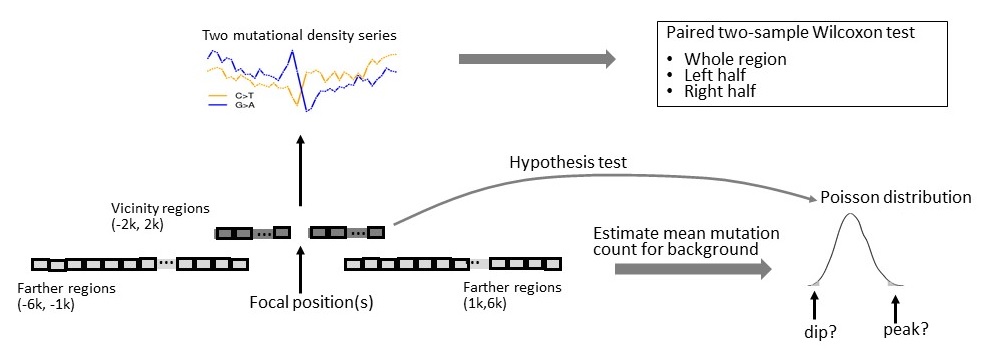 Two mutational density series
C>T
G>A
Paired two-sample Wilcoxon test
• Whole region
• Left half
• Right half
Hypothesis test
Poisson distribution
Vicinity regions
(-2k, 2k)
...
...
Estimate mean mutation
count for background
...
...
Farther regions
(-6k, -1k)
Focal position(s)
Farther regions
(1k,6k)
dip?
peak?